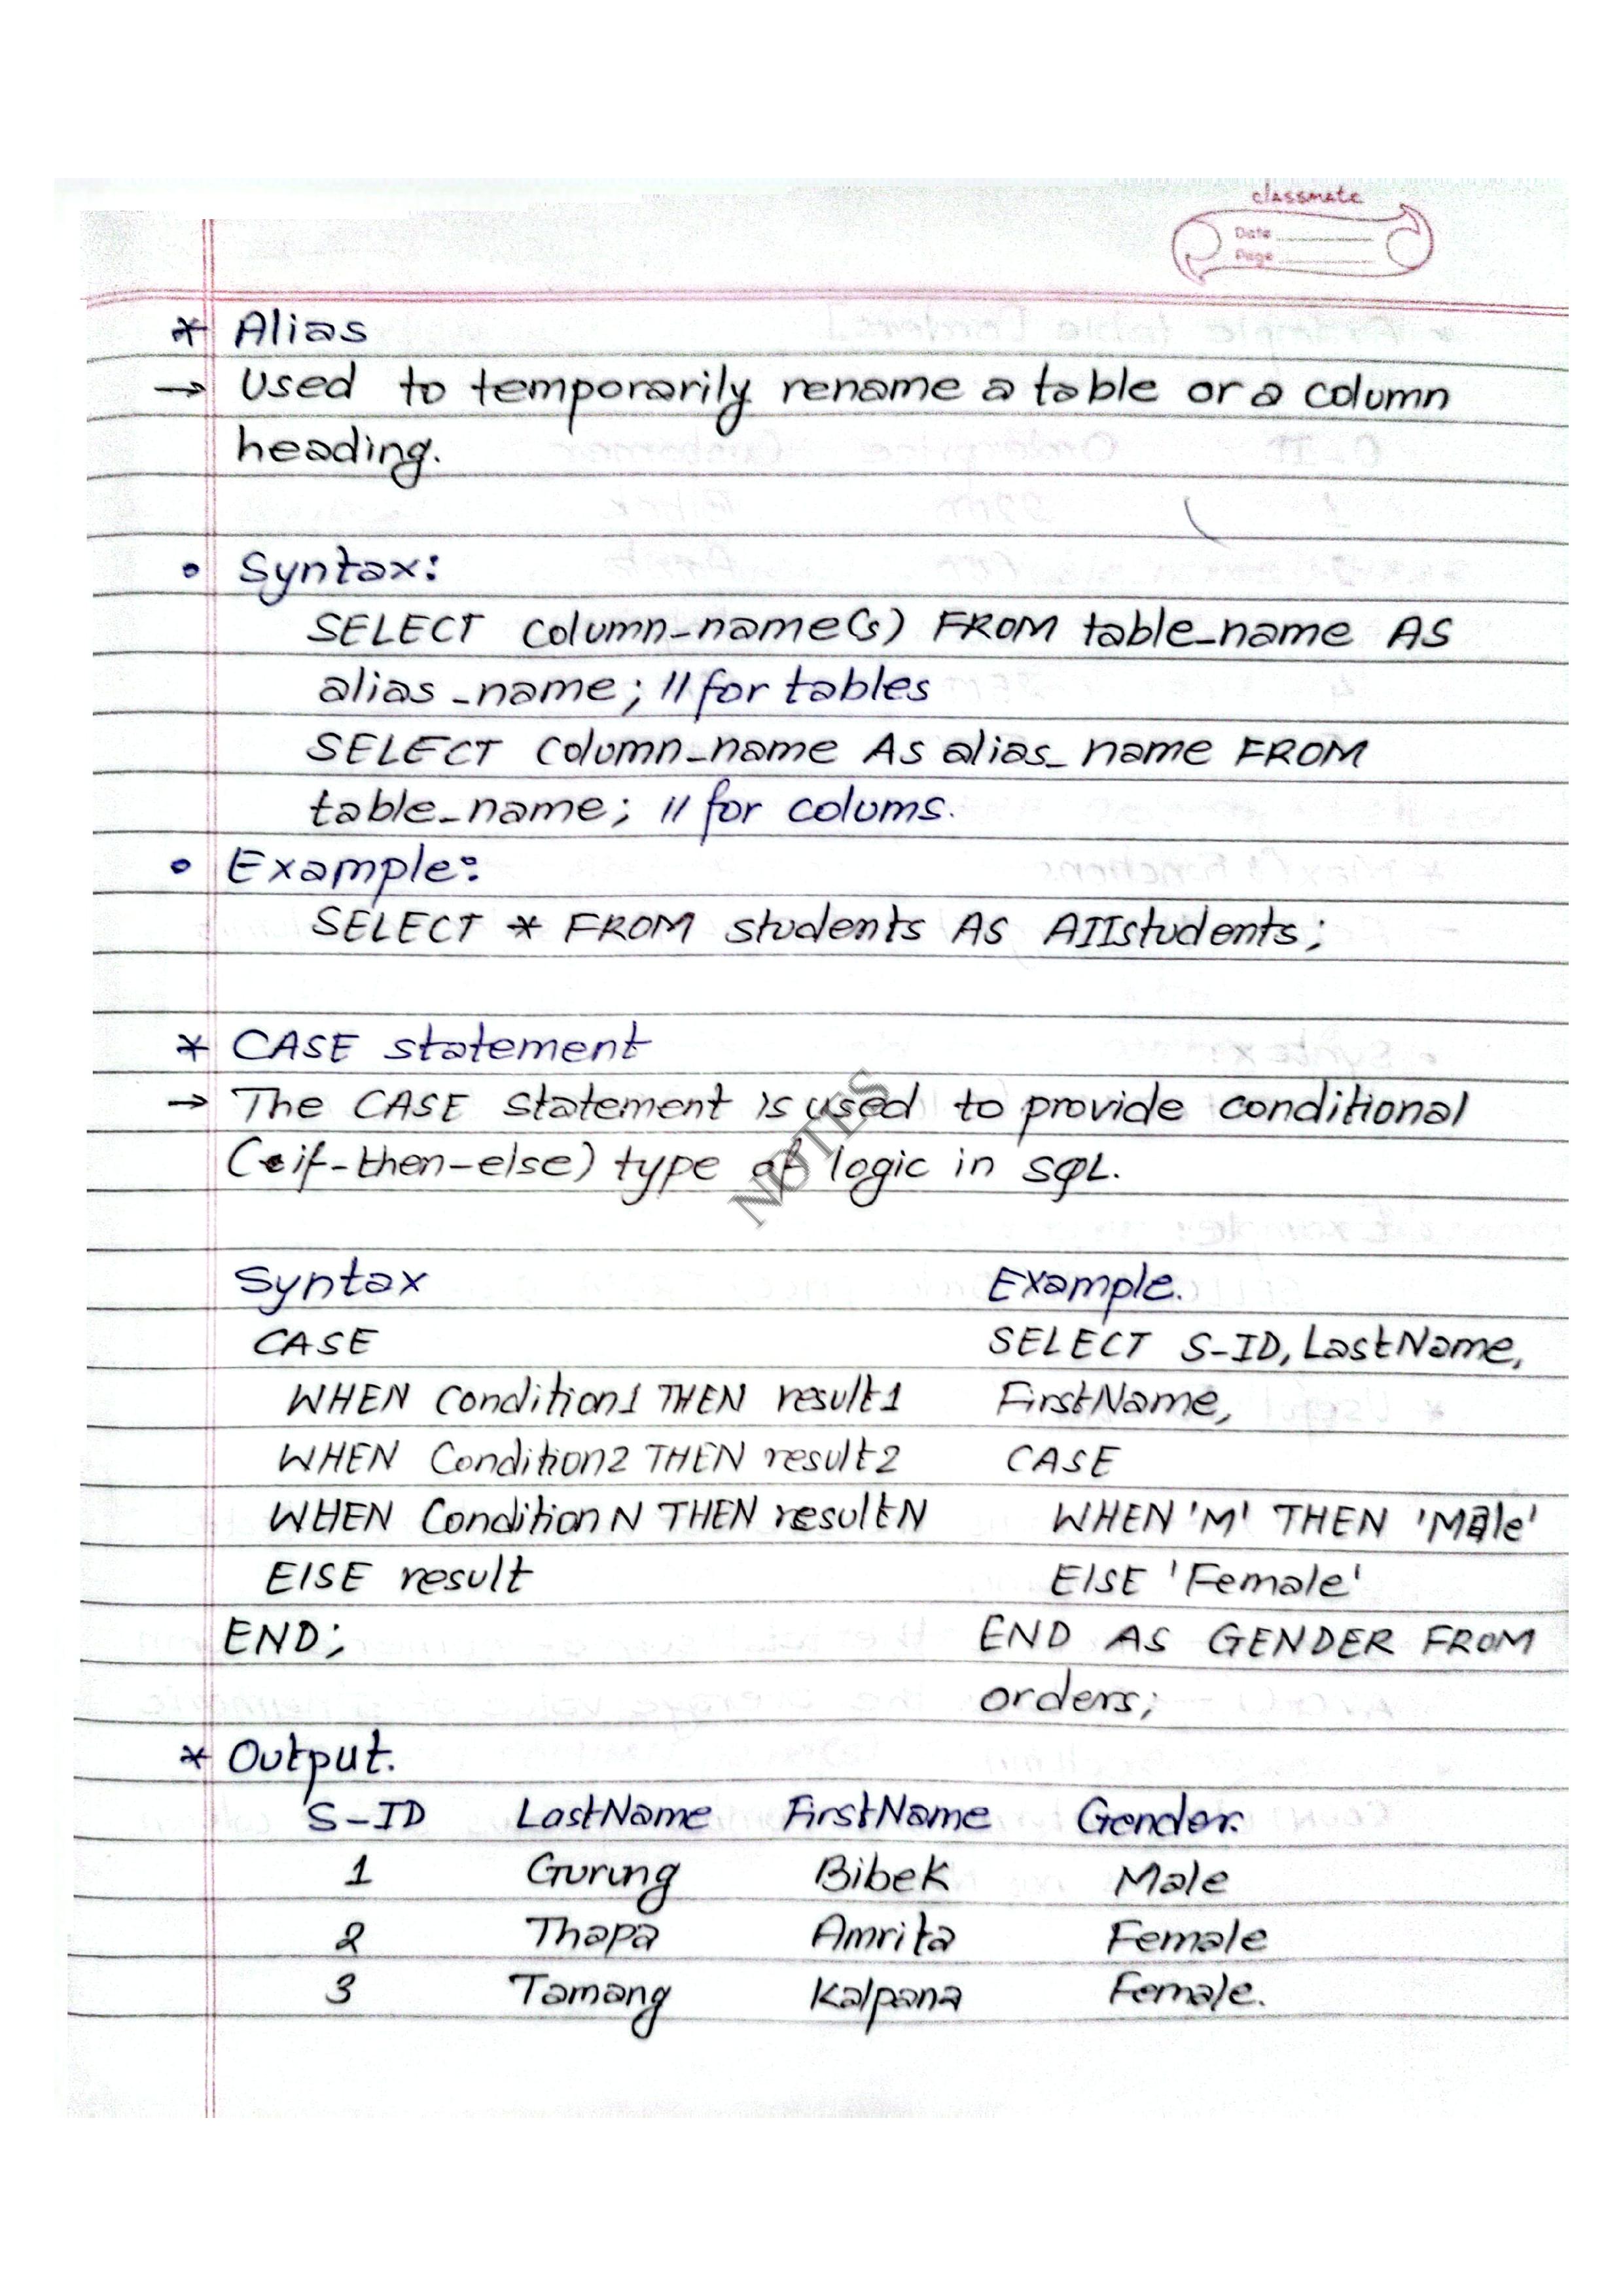 classmate
Date
Page
* Alias
→ Used to temporarily rename a table or a column
heading.
• Syntax:
SELECT column_name(s) FROM table_name AS
alias_name; // for tables
SELECT column_name As alias_name FROM
table_name; // for colums.
• Example:
SELECT * FROM students AS AIIstudents;
* CASE statement
→ The CASE statement is used to provide conditional
(if-then-else) type of logic in SQL.
NOTES
Syntax Example.
CASE SELECT S-ID, LastName,
WHEN Condition1 THEN result1 FirstName,
WHEN Condition2 THEN result2 CASE
WHEN Condition N THEN resultN WHEN 'M' THEN 'Male'
ElSE result ElSE 'Female'
END; END AS GENDER FROM
orders;
* Output.
S-ID LastName FirstName Gender.
1 Gurung Bibek Male
2 Thapa Amrita Female
3 Tamang Kalpana Female.